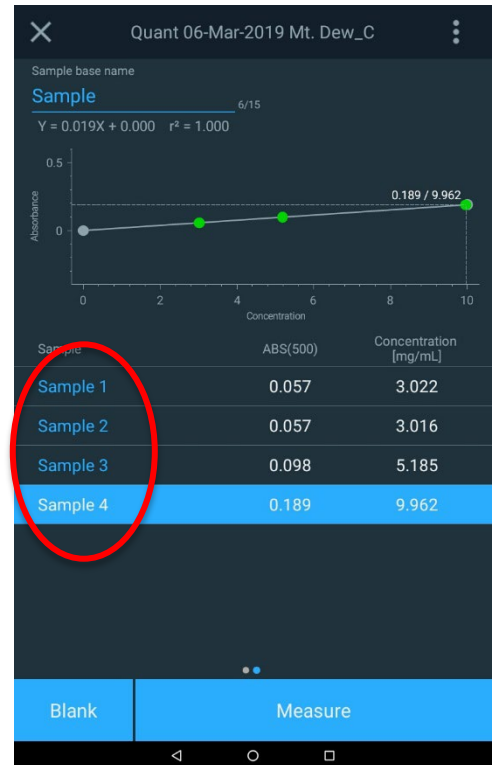 Quant 06-Mar-2019 Mt. Dew_C
Sample base name
Sample
6/15
Y = 0.019X + 0.000 r² = 1.000
0.5
0.189 / 9.962
Absorbance
0
0 2 4 6 8 10
Concentration
Sample ABS(500) Concentration
[mg/mL]
Sample 1 0.057 3.022
Sample 2 0.057 3.016
Sample 3 0.098 5.185
Sample 4 0.189 9.962
Blank Measure